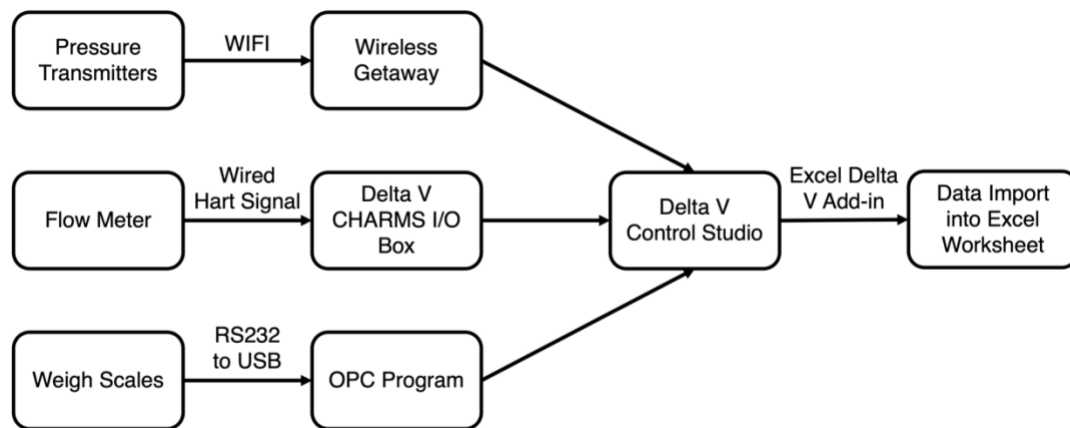 Pressure
Transmitters
WIFI
Wireless
Getaway
Flow Meter
Wired
Hart Signal
Delta V
CHARMS I/O
Box
Delta V
Control Studio
Excel Delta
V Add-in
Data Import
into Excel
Worksheet
Weigh Scales
RS232
to USB
OPC Program